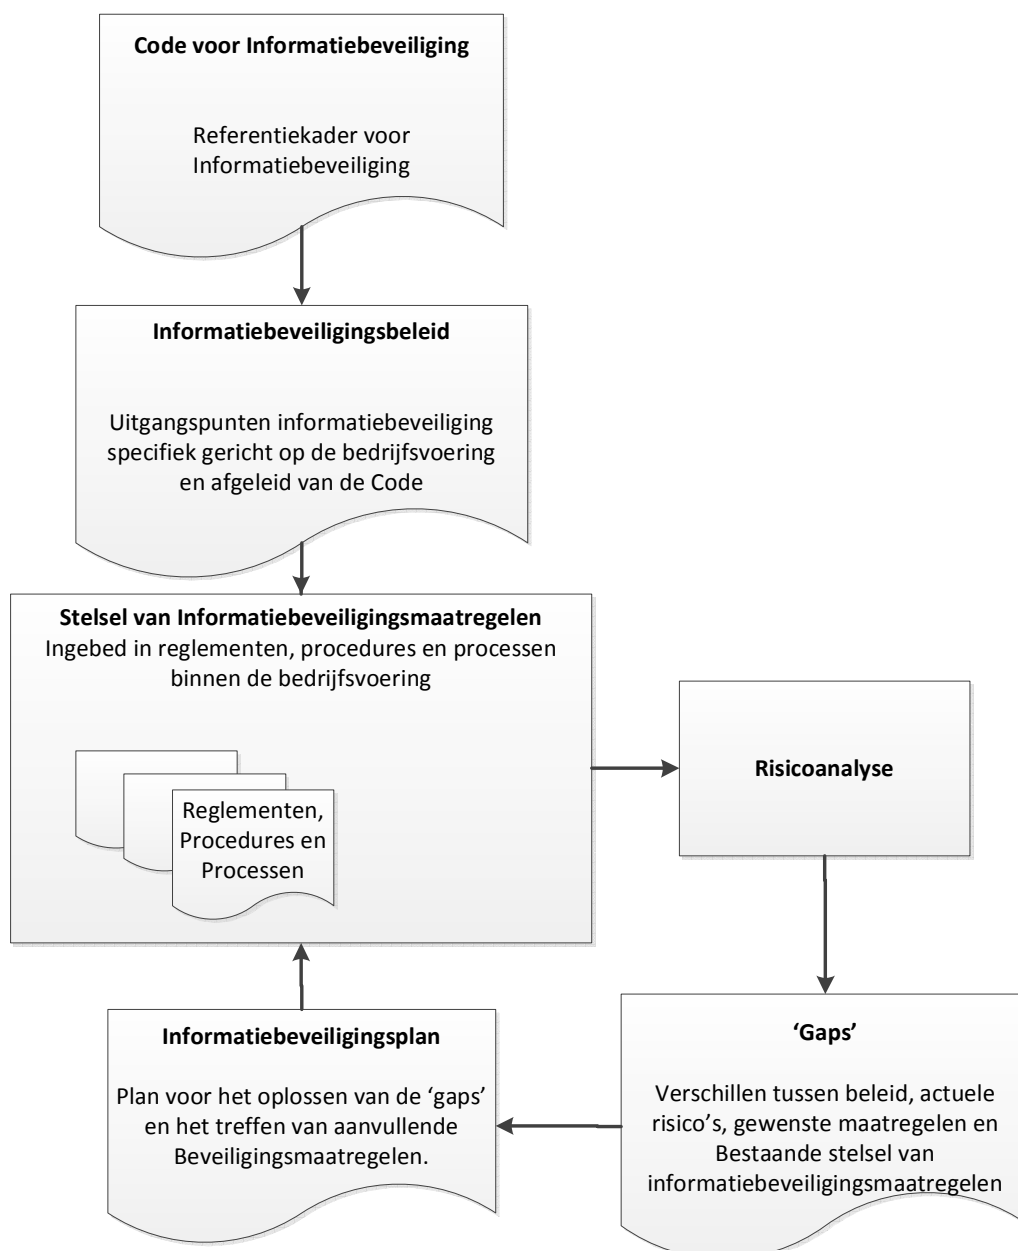 Code voor Informatiebeveiliging
Referentiekader voor
Informatiebeveiliging
Informatiebeveiligingsbeleid
Uitgangspunten informatiebeveiliging
specifiek gericht op de bedrijfsvoering
en afgeleid van de Code
Stelsel van Informatiebeveiligingsmaatregelen
Ingebed in reglementen, procedures en processen
binnen de bedrijfsvoering
Reglementen,
Procedures en
Processen
Risicoanalyse
‘Gaps’
Verschillen tussen beleid, actuele
risico’s, gewenste maatregelen en
Bestaande stelsel van
informatiebeveiligingsmaatregelen
Informatiebeveiligingsplan
Plan voor het oplossen van de ‘gaps’
en het treffen van aanvullende
Beveiligingsmaatregelen.